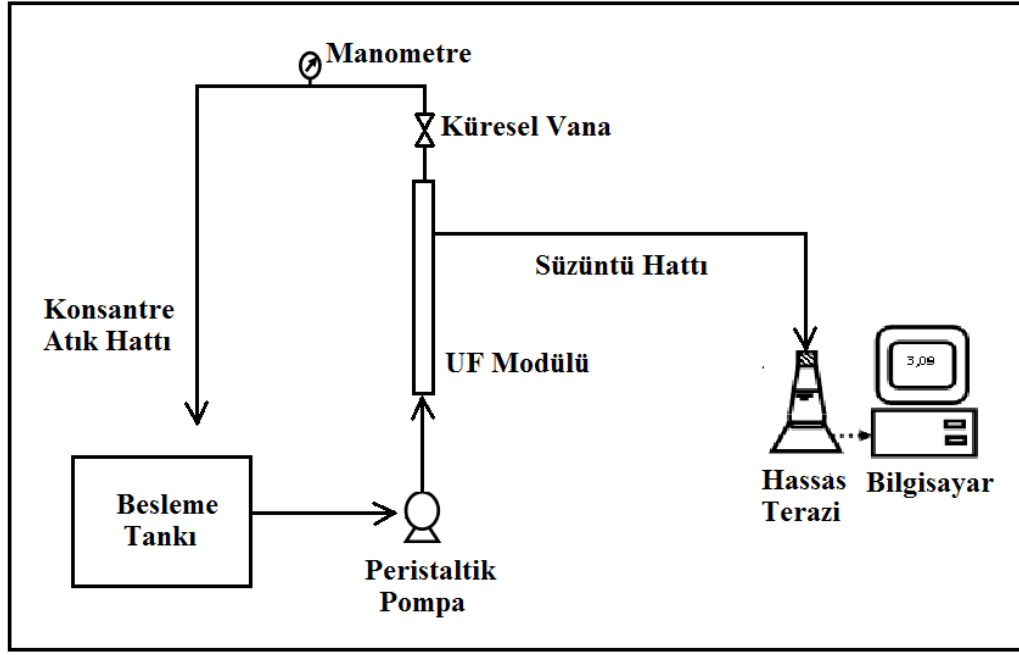 Manometre
Küresel Vana
Süzüntü Hattı
Konsantre
Atık Hattı
UF Modülü
3,09
Besleme
Tankı
Peristaltik
Pompa
Hassas
Terazi
Bilgisayar